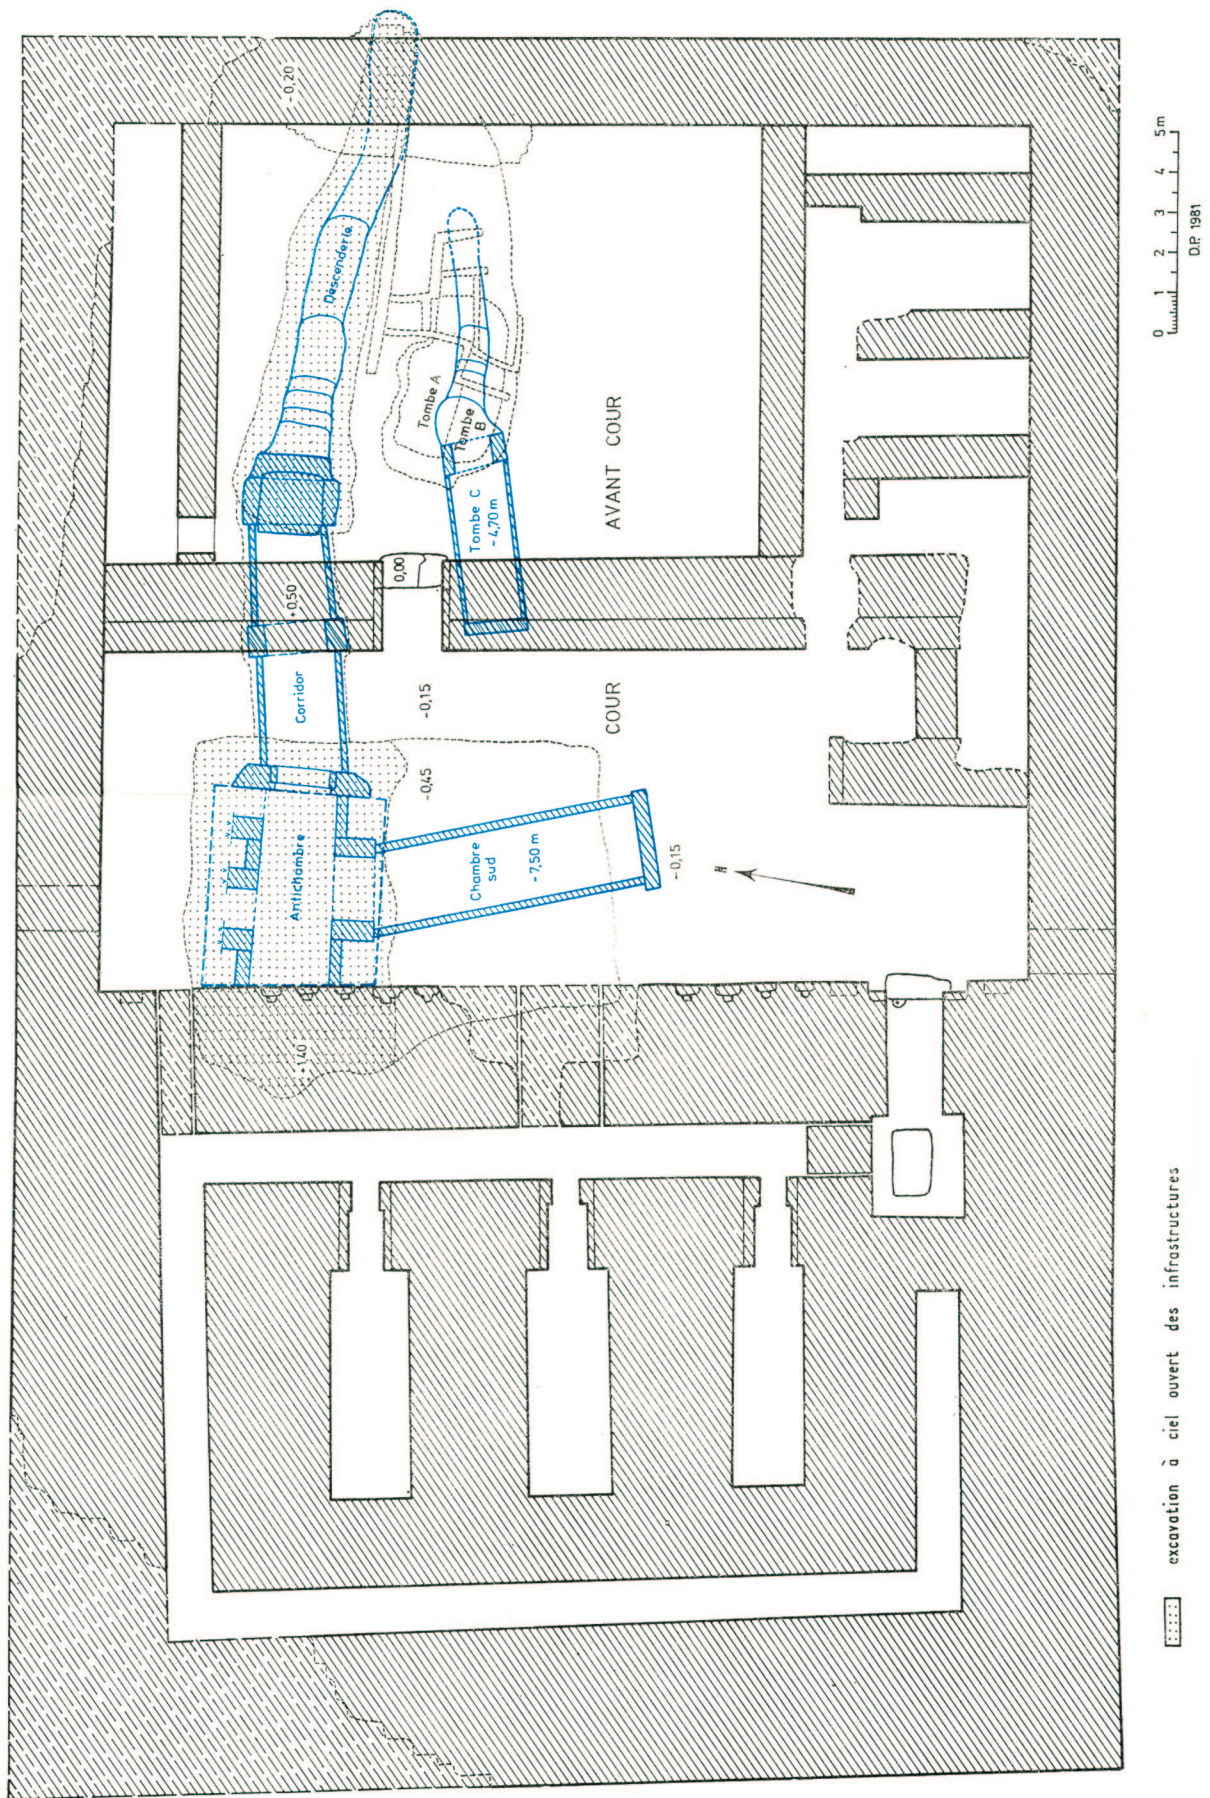 -0,20
Descenderie
Tombe A
Tombe
B
Tombe C
-4,70 m
AVANT COUR
0,00
+0,50
Corridor
-0,15
COUR
-0,45
Antichambre
Chambre
sud
-7,50 m
-0,15
N
+1,40
0 1 2 3 4 5m
D.P. 1981
excavation à ciel ouvert des infrastructures